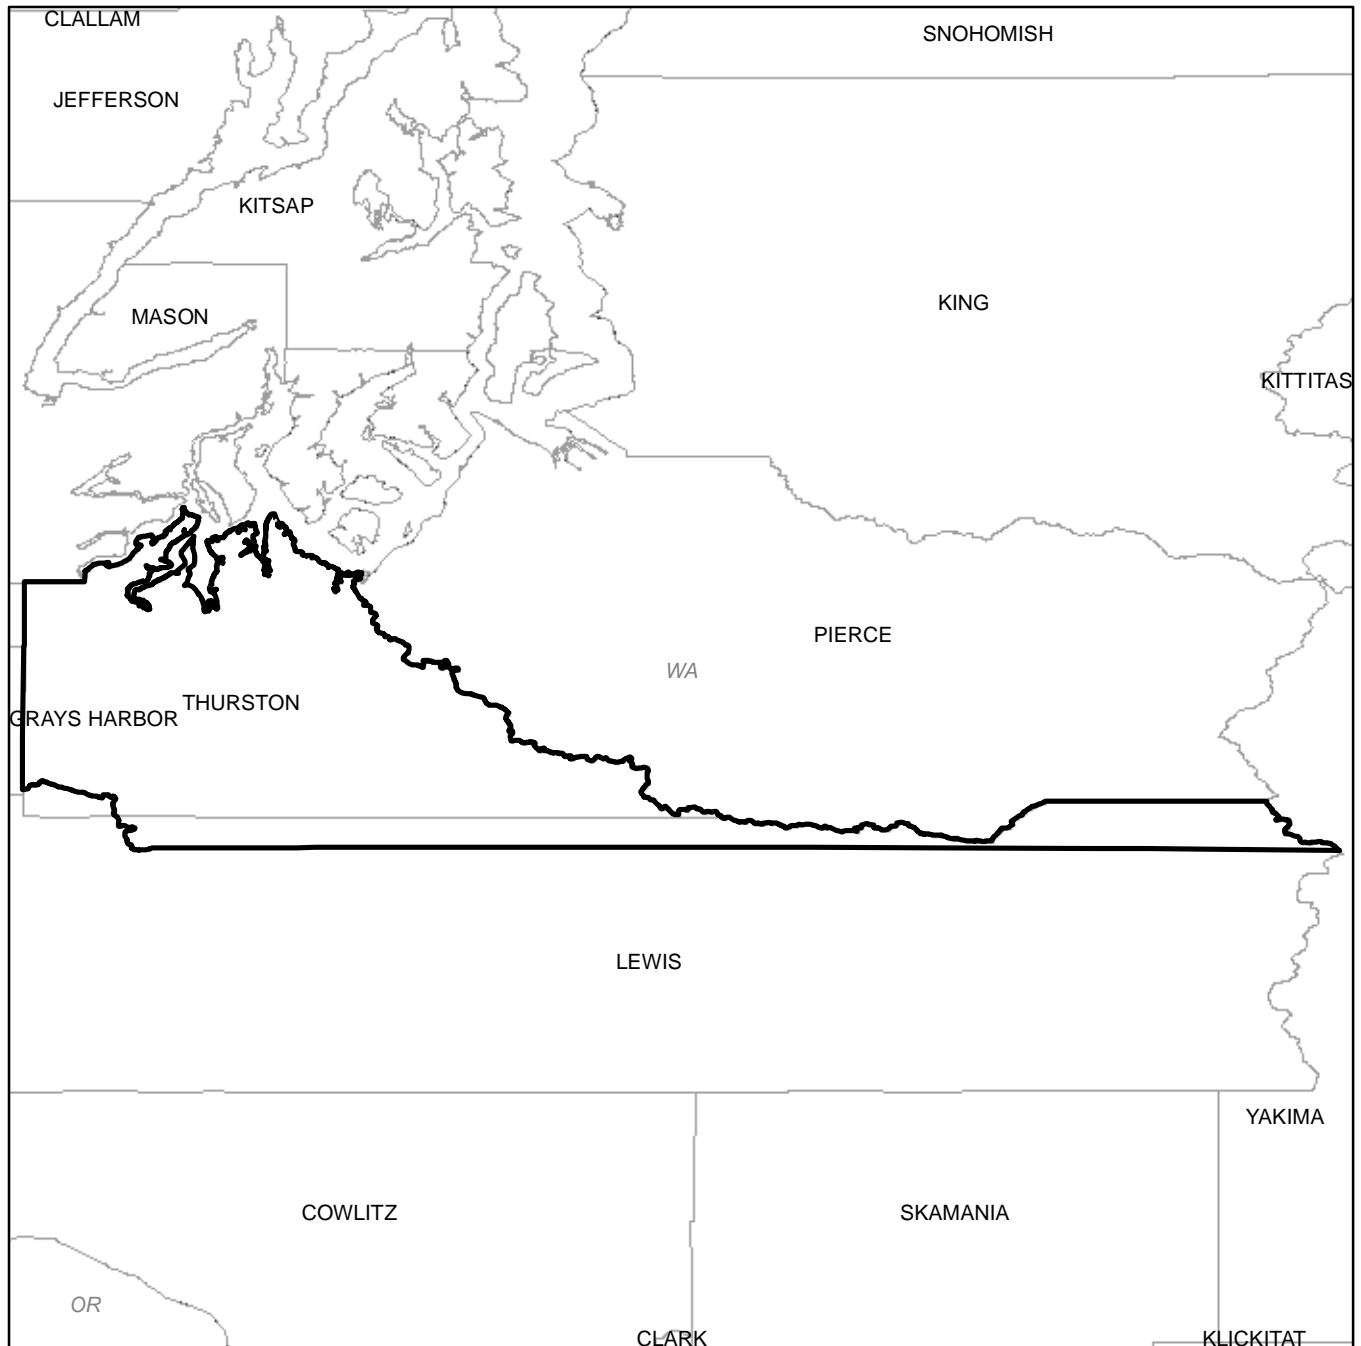 CLALLAM
SNOHOMISH
JEFFERSON
KITSAP
KING
MASON
KITTITAS
PIERCE
WA
THURSTON
GRAYS HARBOR
LEWIS
YAKIMA
COWLITZ
SKAMANIA
OR
CLARK
KLICKITAT